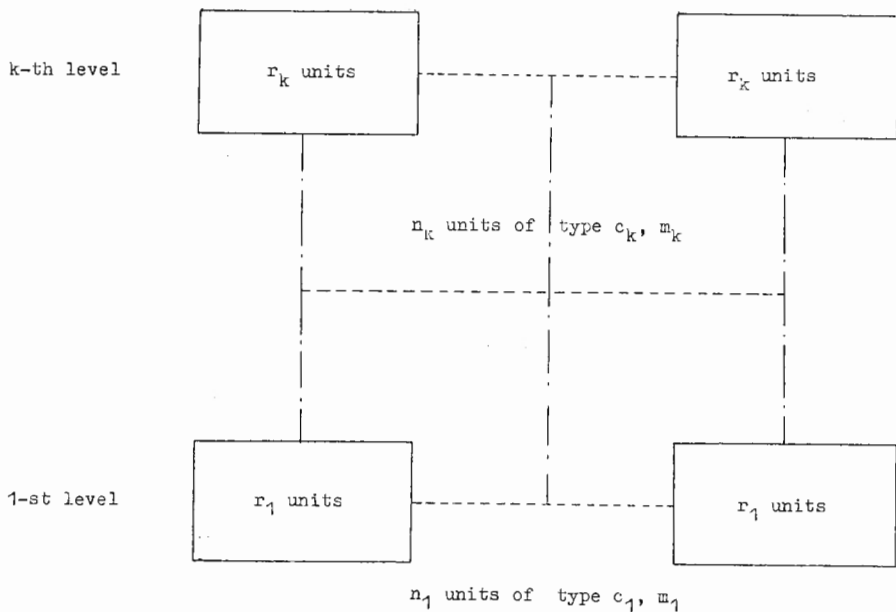 k-th level r_k units r_k units
n_k units of type c_k, m_k
1-st level r_1 units r_1 units
n_1 units of type c_1, m_1